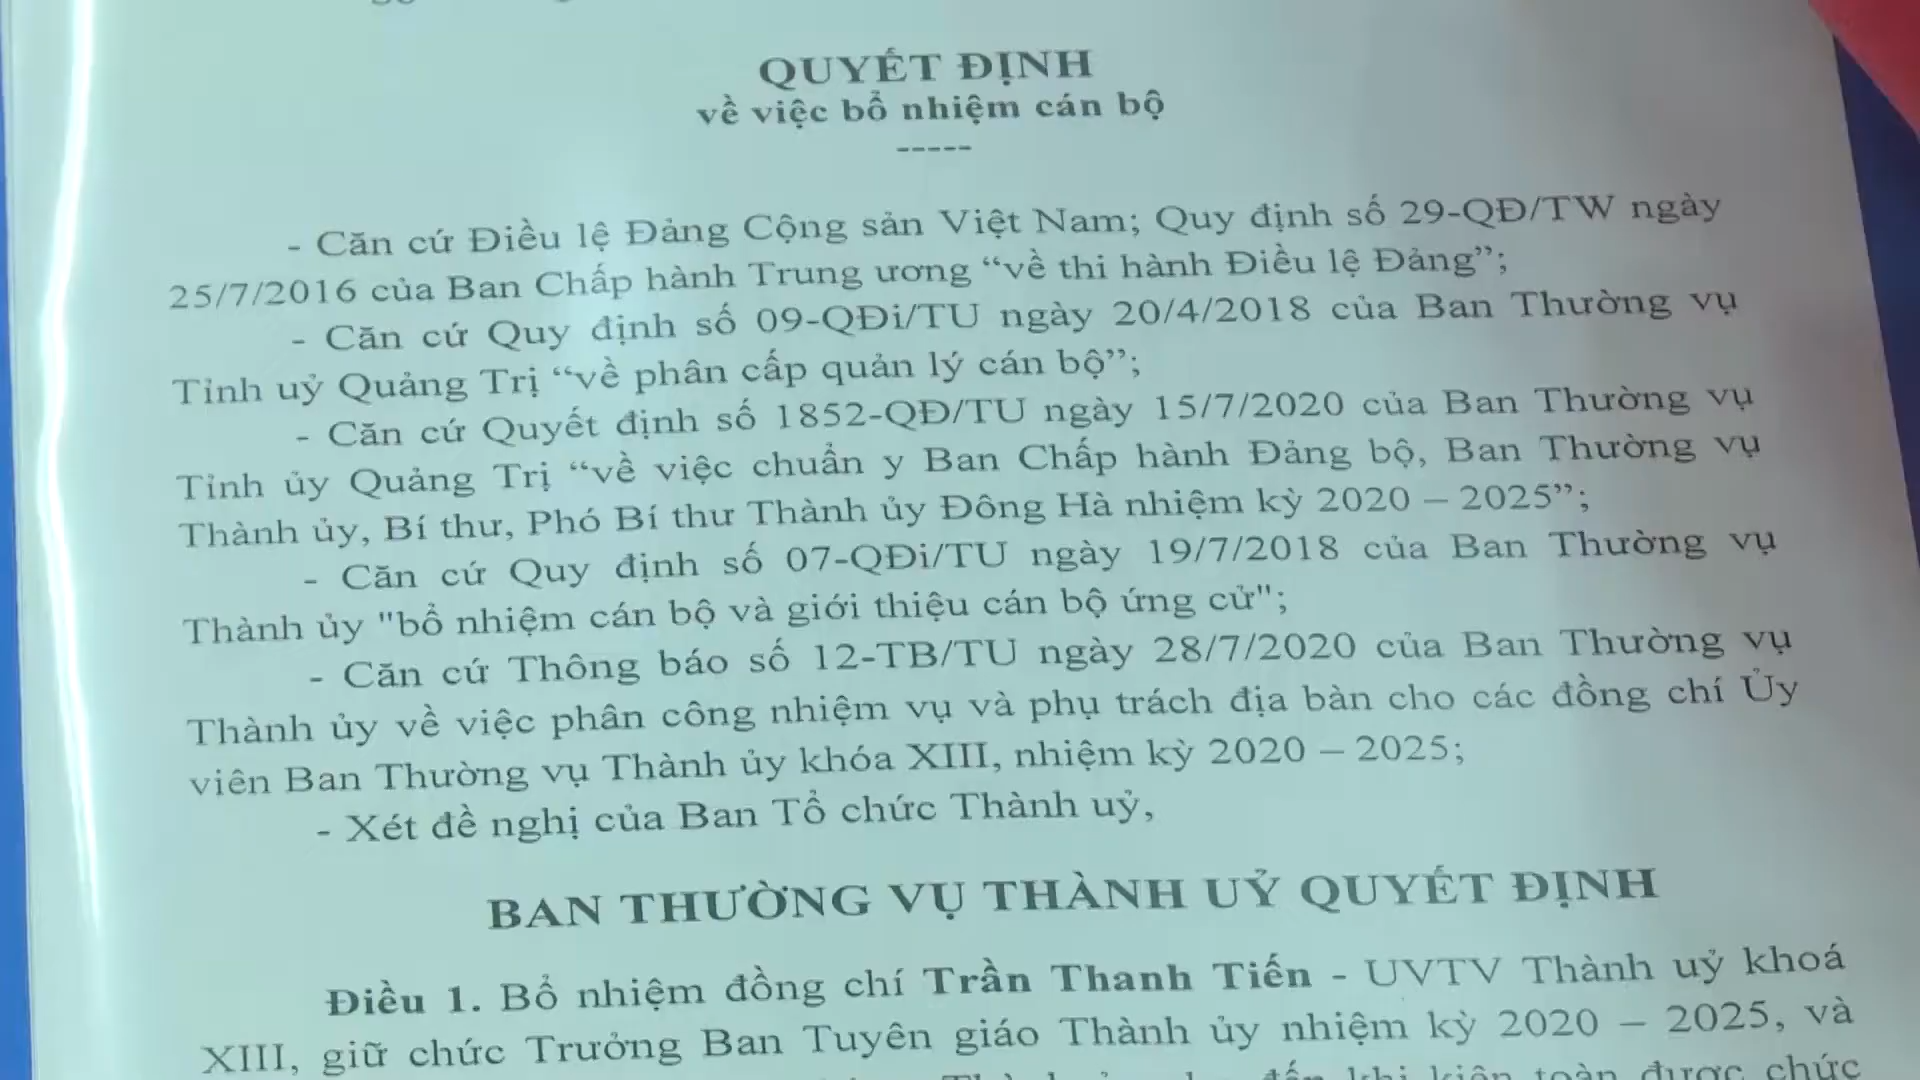 QUYẾT ĐỊNH
về việc bổ nhiệm cán bộ
-----
- Căn cứ Điều lệ Đảng Cộng sản Việt Nam; Quy định số 29-QĐ/TW ngày
25/7/2016 của Ban Chấp hành Trung ương “về thi hành Điều lệ Đảng”;
- Căn cứ Quy định số 09-QĐi/TU ngày 20/4/2018 của Ban Thường vụ
Tỉnh uỷ Quảng Trị “về phân cấp quản lý cán bộ”;
- Căn cứ Quyết định số 1852-QĐ/TU ngày 15/7/2020 của Ban Thường vụ
Tỉnh ủy Quảng Trị “về việc chuẩn y Ban Chấp hành Đảng bộ, Ban Thường vụ
Thành ủy, Bí thư, Phó Bí thư Thành ủy Đông Hà nhiệm kỳ 2020 – 2025”;
- Căn cứ Quy định số 07-QĐi/TU ngày 19/7/2018 của Ban Thường vụ
Thành ủy "bổ nhiệm cán bộ và giới thiệu cán bộ ứng cử";
- Căn cứ Thông báo số 12-TB/TU ngày 28/7/2020 của Ban Thường vụ
Thành ủy về việc phân công nhiệm vụ và phụ trách địa bàn cho các đồng chí Ủy
viên Ban Thường vụ Thành ủy khóa XIII, nhiệm kỳ 2020 – 2025;
- Xét đề nghị của Ban Tổ chức Thành uỷ,
BAN THƯỜNG VỤ THÀNH UỶ QUYẾT ĐỊNH
Điều 1. Bổ nhiệm đồng chí Trần Thanh Tiến - UVTV Thành uỷ khoá
XIII, giữ chức Trưởng Ban Tuyên giáo Thành ủy nhiệm kỳ 2020 – 2025, và
đến khi kiện toàn được chức